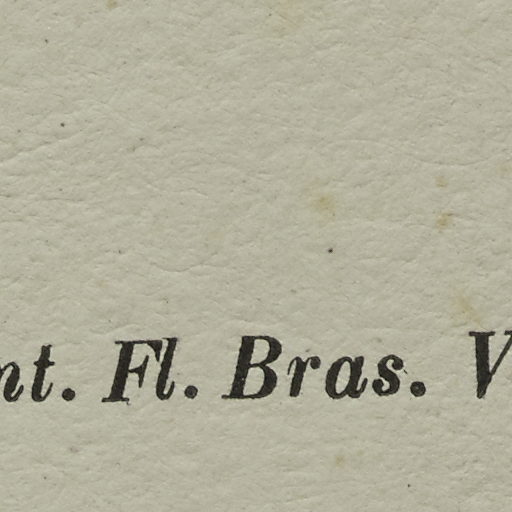 nt. Fl. Bras. V